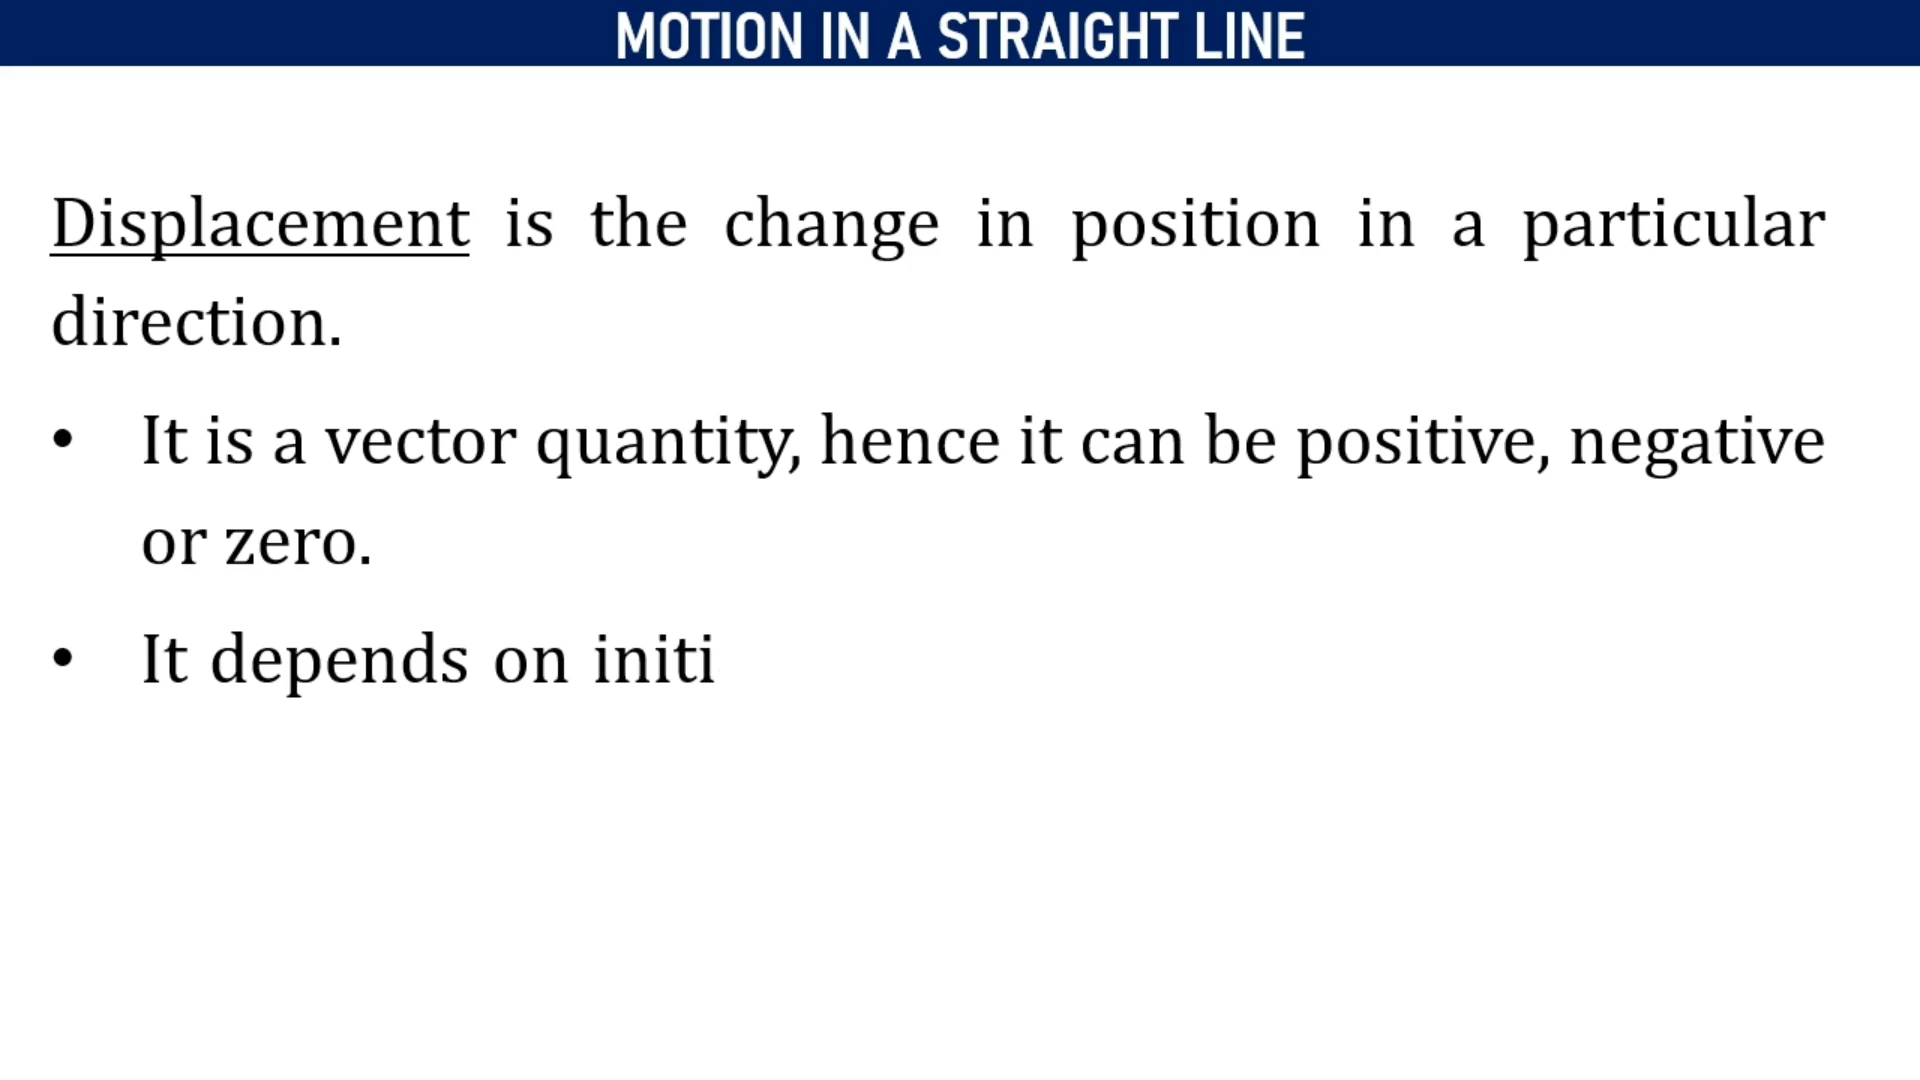 MOTION IN A STRAIGHT LINE
Displacement is the change in position in a particular
direction.
• It is a vector quantity, hence it can be positive, negative
or zero.
• It depends on initi